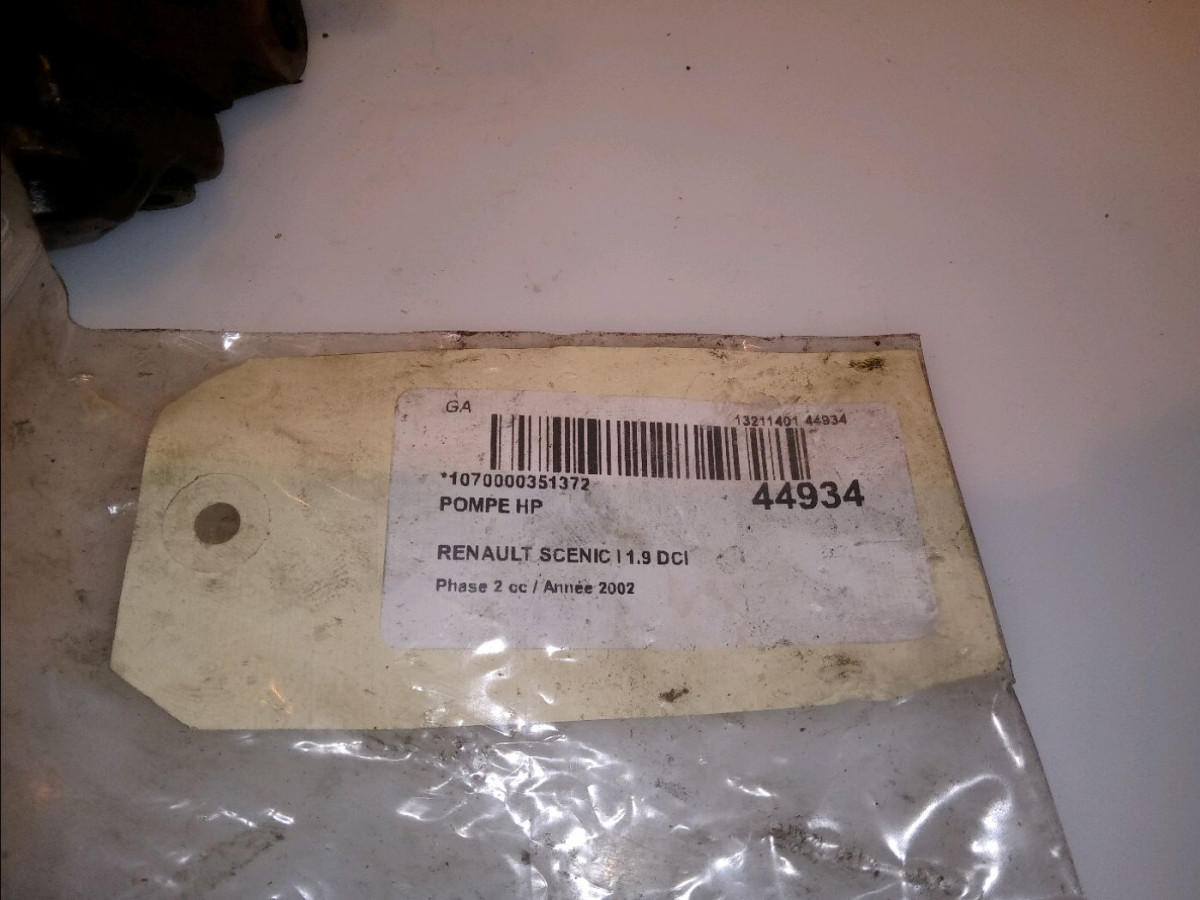 GA
13211401 44934
*1070000351372
44934
POMPE HP
RENAULT SCENIC I 1.9 DCI
Phase 2 cc / Année 2002